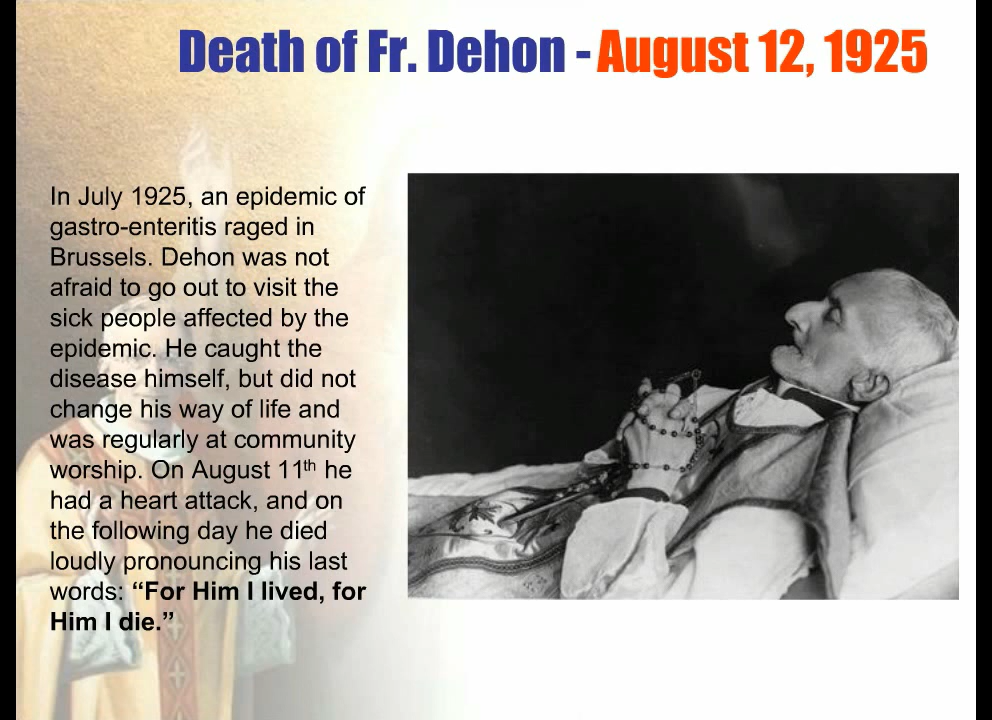 Death of Fr. Dehon - August 12, 1925
In July 1925, an epidemic of
gastro-enteritis raged in
Brussels. Dehon was not
afraid to go out to visit the
sick people affected by the
epidemic. He caught the
disease himself, but did not
change his way of life and
was regularly at community
worship. On August 11th he
had a heart attack, and on
the following day he died
loudly pronouncing his last
words: “For Him I lived, for
Him I die.”